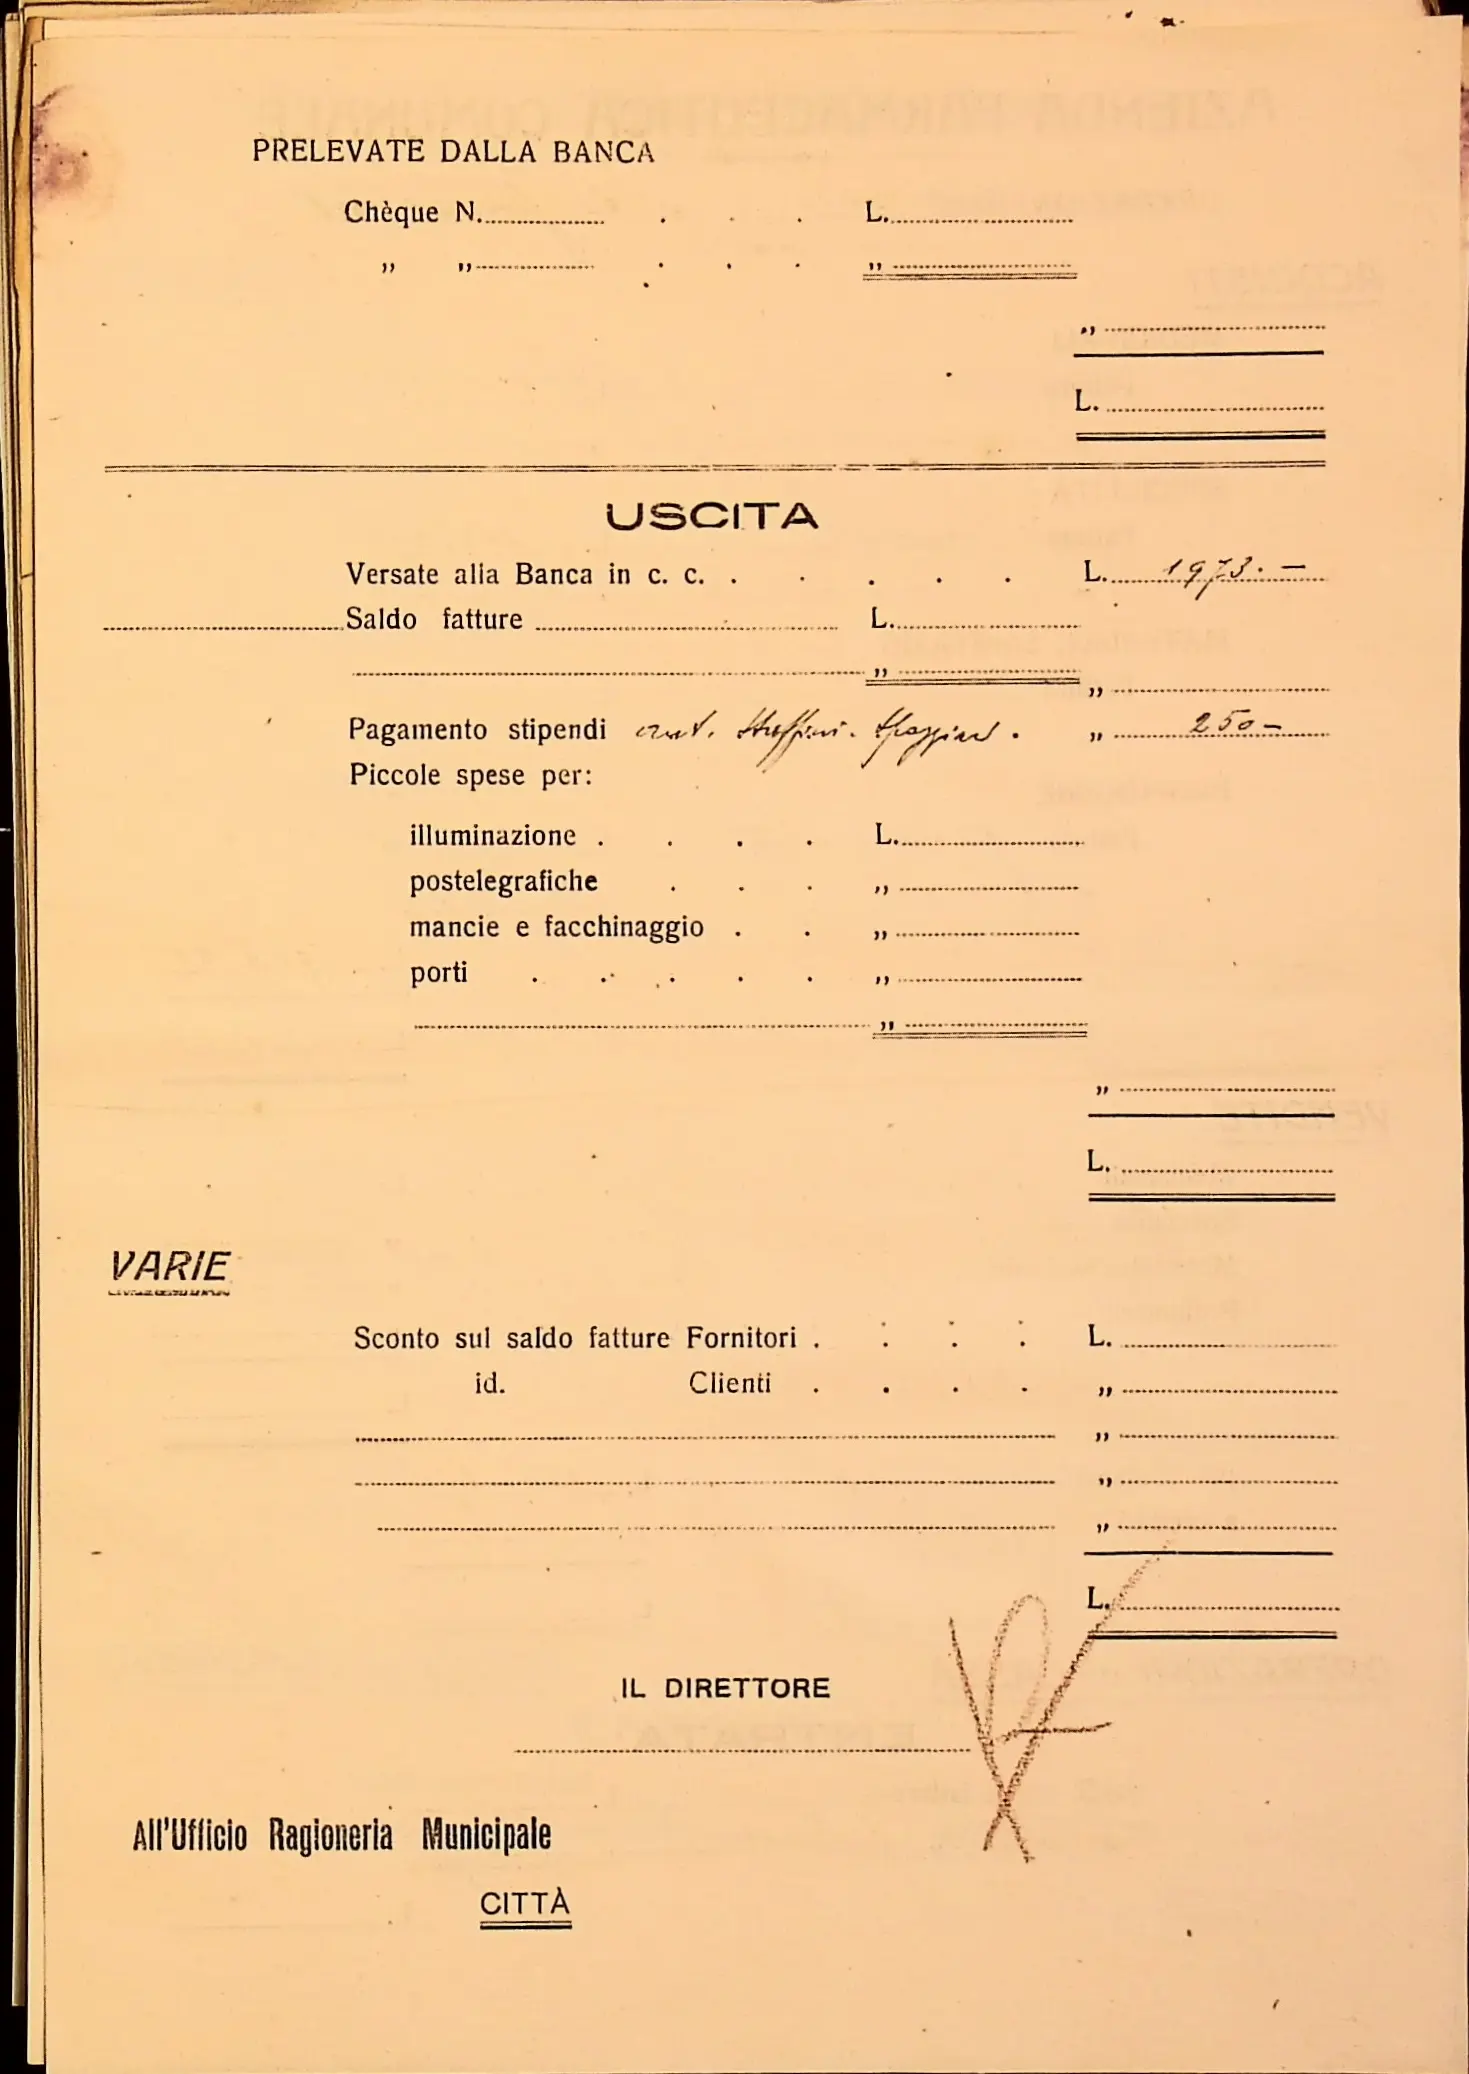 PRELEVATE DALLA BANCA
Chèque N. . . . L.
„ „ . . . „
„
L.
USCITA
Versate alla Banca in c. c. . . . . . L. 1973.—
Saldo fatture L.
„
„
Pagamento stipendi „ 250—
Piccole spese per:
illuminazione . . . . L.
postelegrafiche . . . „
mancie e facchinaggio . . „
porti . . . . . „
„
„
L.
VARIE
Sconto sul saldo fatture Fornitori . . . . L.
id. Clienti . . . . „
„
„
„
L.
IL DIRETTORE
All'Ufficio Ragioneria Municipale
CITTÀ